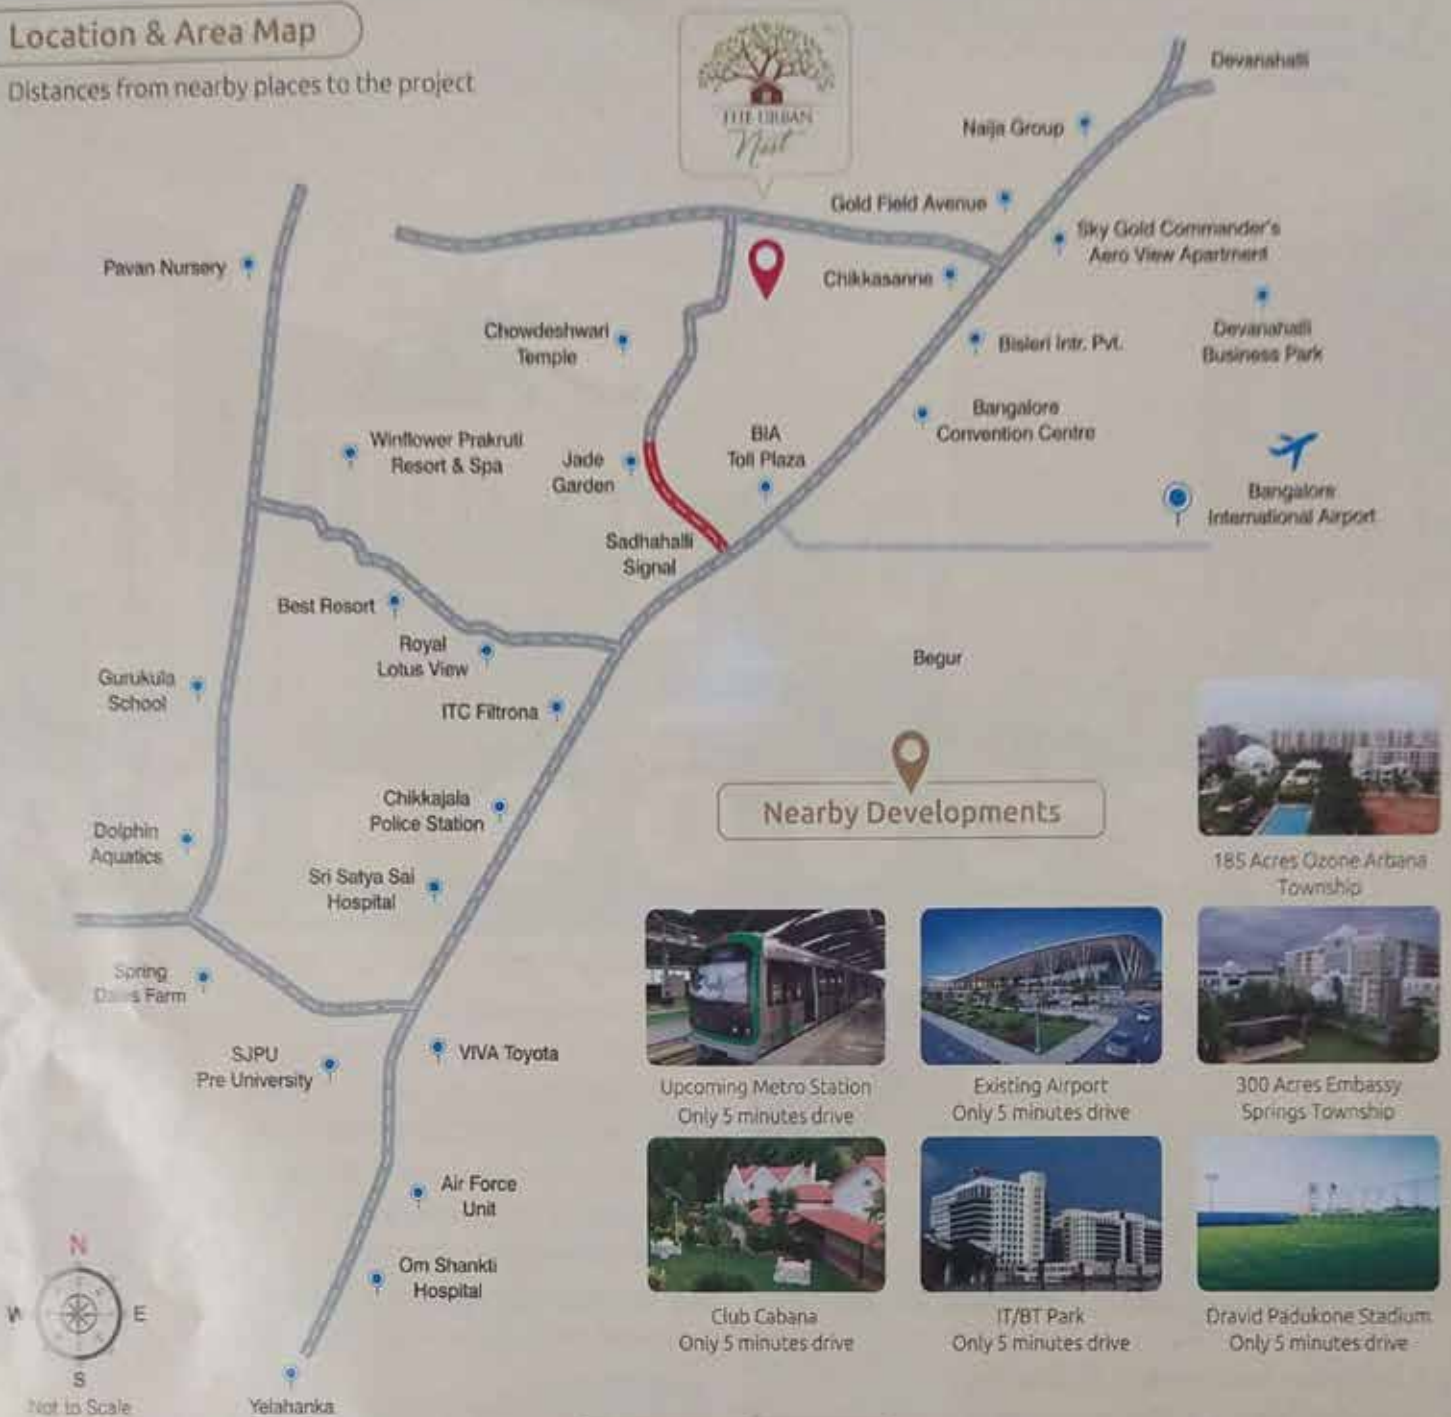 Location & Area Map
Distances from nearby places to the project
THE URBAN
Nest
Devanahalli
Naija Group
Gold Field Avenue
Sky Gold Commander's
Aero View Apartment
Pavan Nursery
Chikkasanne
Chowdeshwari
Temple
Bisleri Intr. Pvt.
Devanahalli
Business Park
Winflower Prakruti
Resort & Spa
Jade
Garden
BIA
Toll Plaza
Bangalore
Convention Centre
Bangalore
International Airport
Sadhahalli
Signal
Best Resort
Royal
Lotus View
Begur
Gurukula
School
ITC Filtrona
Chikkajala
Police Station
Nearby Developments
Dolphin
Aquatics
Sri Satya Sai
Hospital
185 Acres Ozone Arbana
Township
Spring
Dales Farm
SJPU
Pre University
VIVA Toyota
Upcoming Metro Station
Only 5 minutes drive
Existing Airport
Only 5 minutes drive
300 Acres Embassy
Springs Township
Air Force
Unit
Om Shankti
Hospital
Club Cabana
Only 5 minutes drive
IT/BT Park
Only 5 minutes drive
Dravid Padukone Stadium
Only 5 minutes drive
N
W
E
S
Not to Scale
Yelahanka